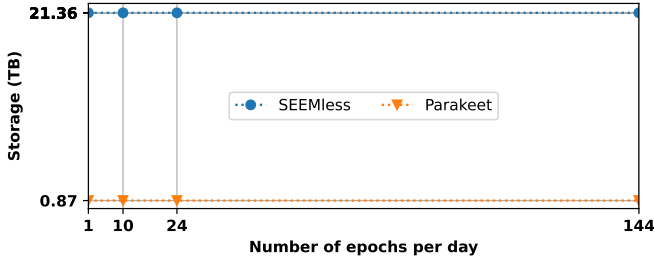 21.36
Storage (TB)
SEEMless
Parakeet
0.87
1 10 24 144
Number of epochs per day